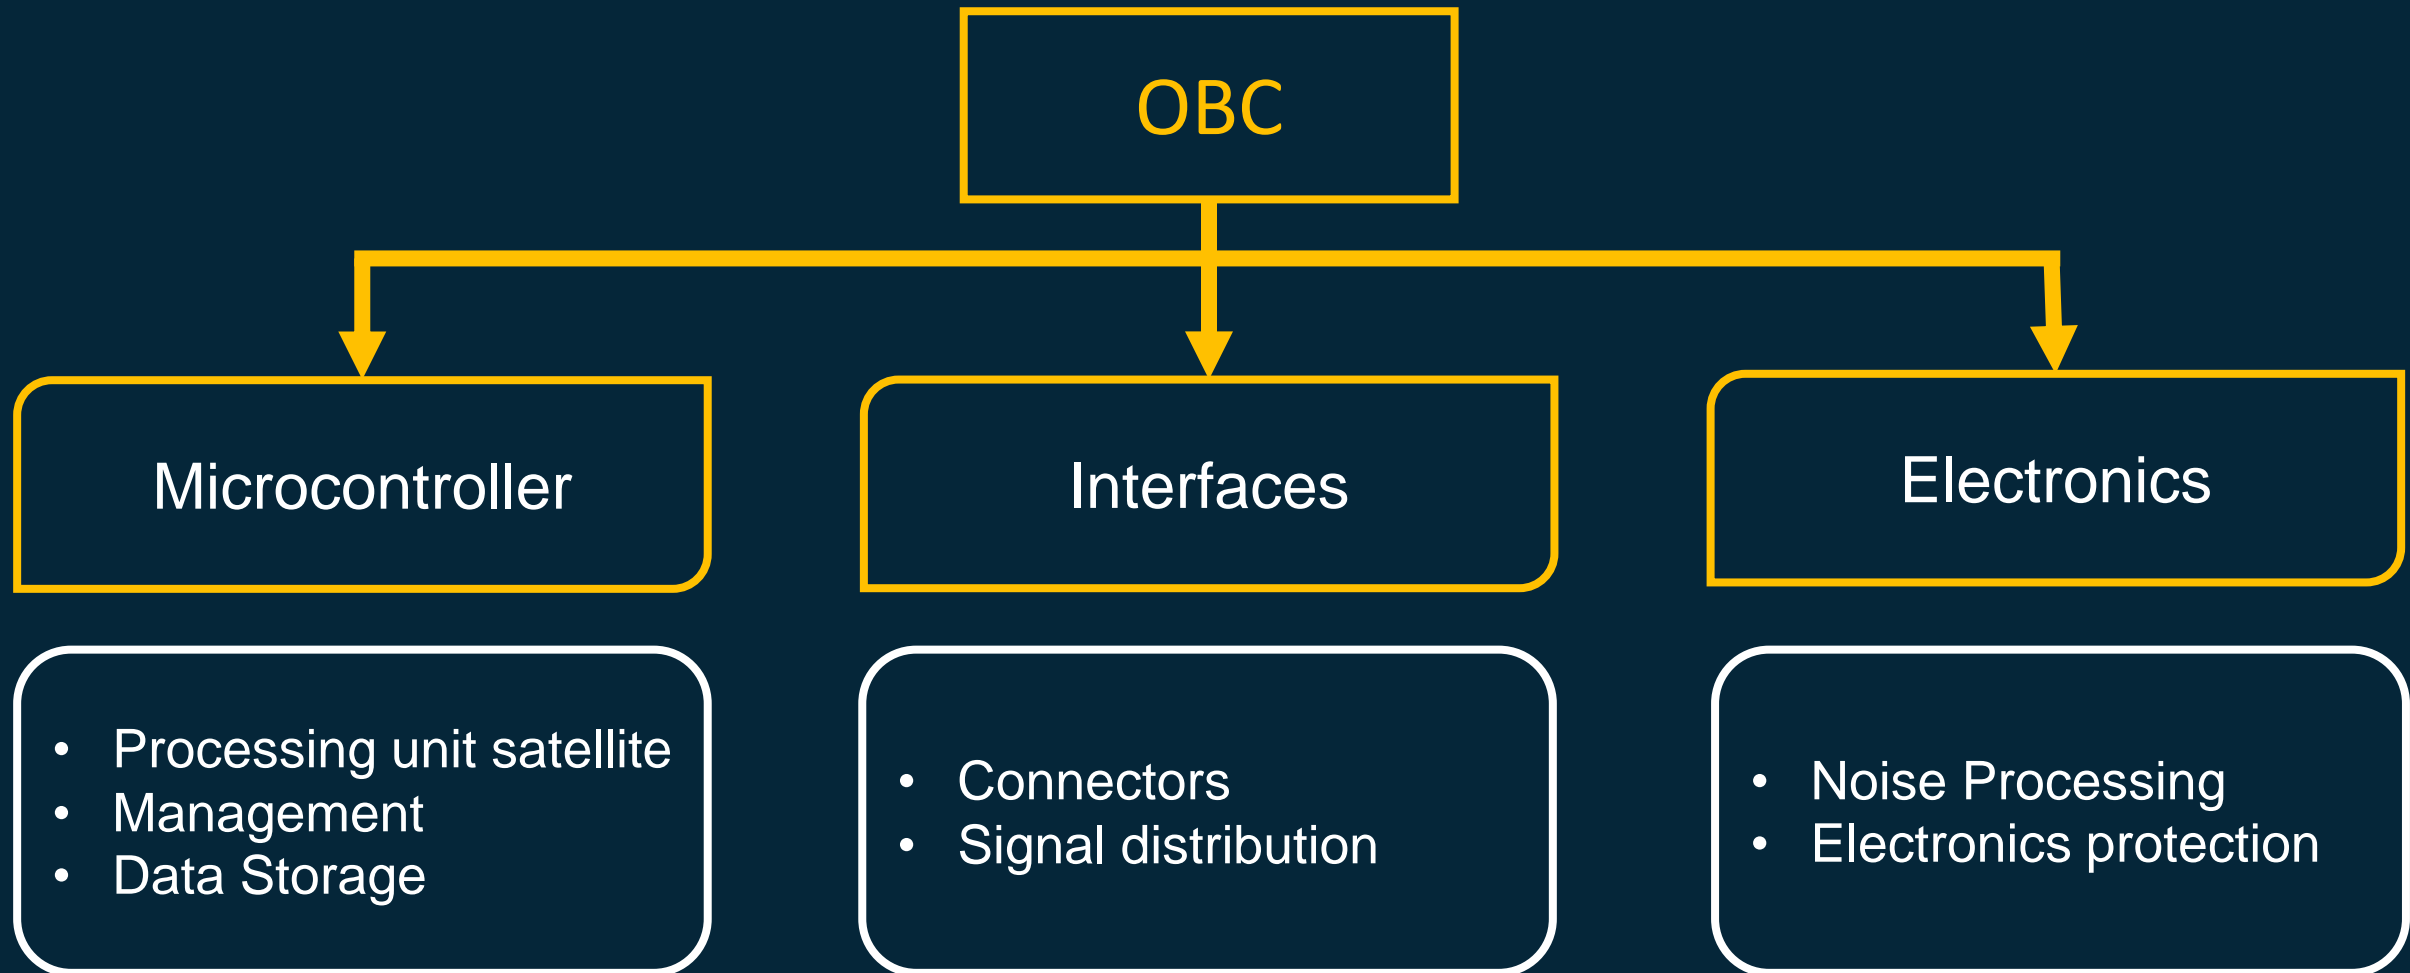 OBC
Microcontroller
Interfaces
Electronics
• Processing unit satellite
• Management
• Data Storage
• Connectors
• Signal distribution
• Noise Processing
• Electronics protection